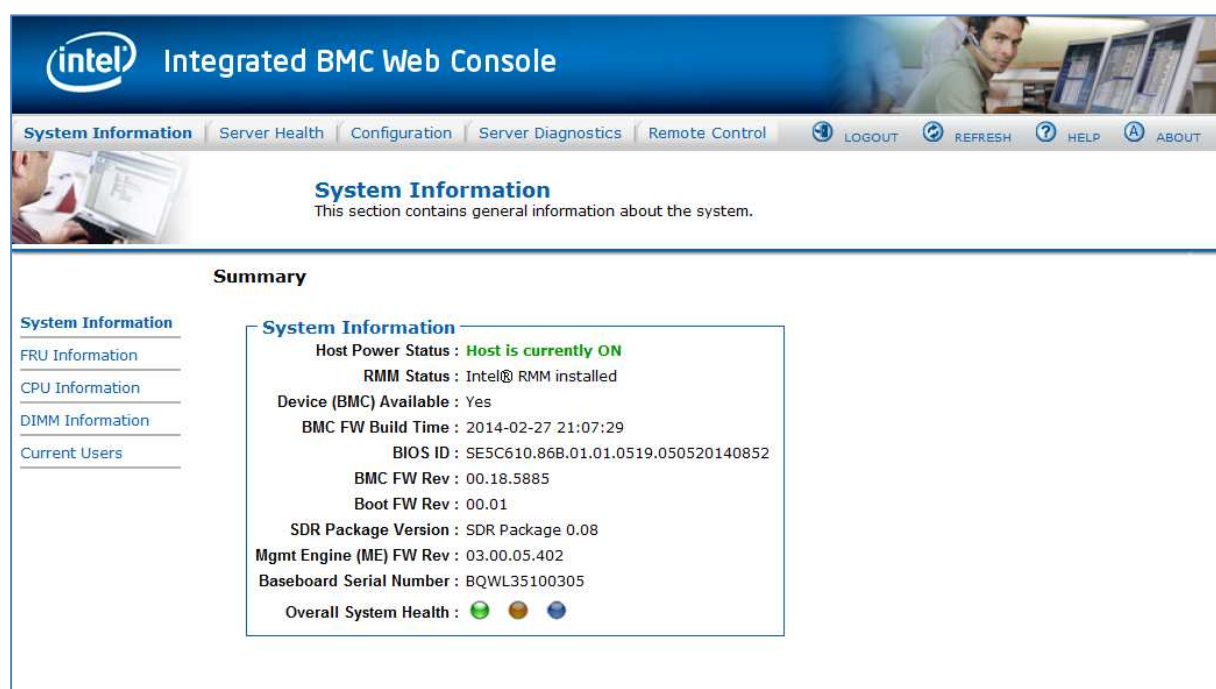 intel Integrated BMC Web Console
System Information Server Health Configuration Server Diagnostics Remote Control LOGOUT REFRESH ? HELP A ABOUT
System Information
This section contains general information about the system.
Summary
System Information
FRU Information
CPU Information
DIMM Information
Current Users
System Information
Host Power Status : Host is currently ON
RMM Status : Intel® RMM installed
Device (BMC) Available : Yes
BMC FW Build Time : 2014-02-27 21:07:29
BIOS ID : SE5C610.86B.01.01.0519.050520140852
BMC FW Rev : 00.18.5885
Boot FW Rev : 00.01
SDR Package Version : SDR Package 0.08
Mgmt Engine (ME) FW Rev : 03.00.05.402
Baseboard Serial Number : BQWL35100305
Overall System Health :